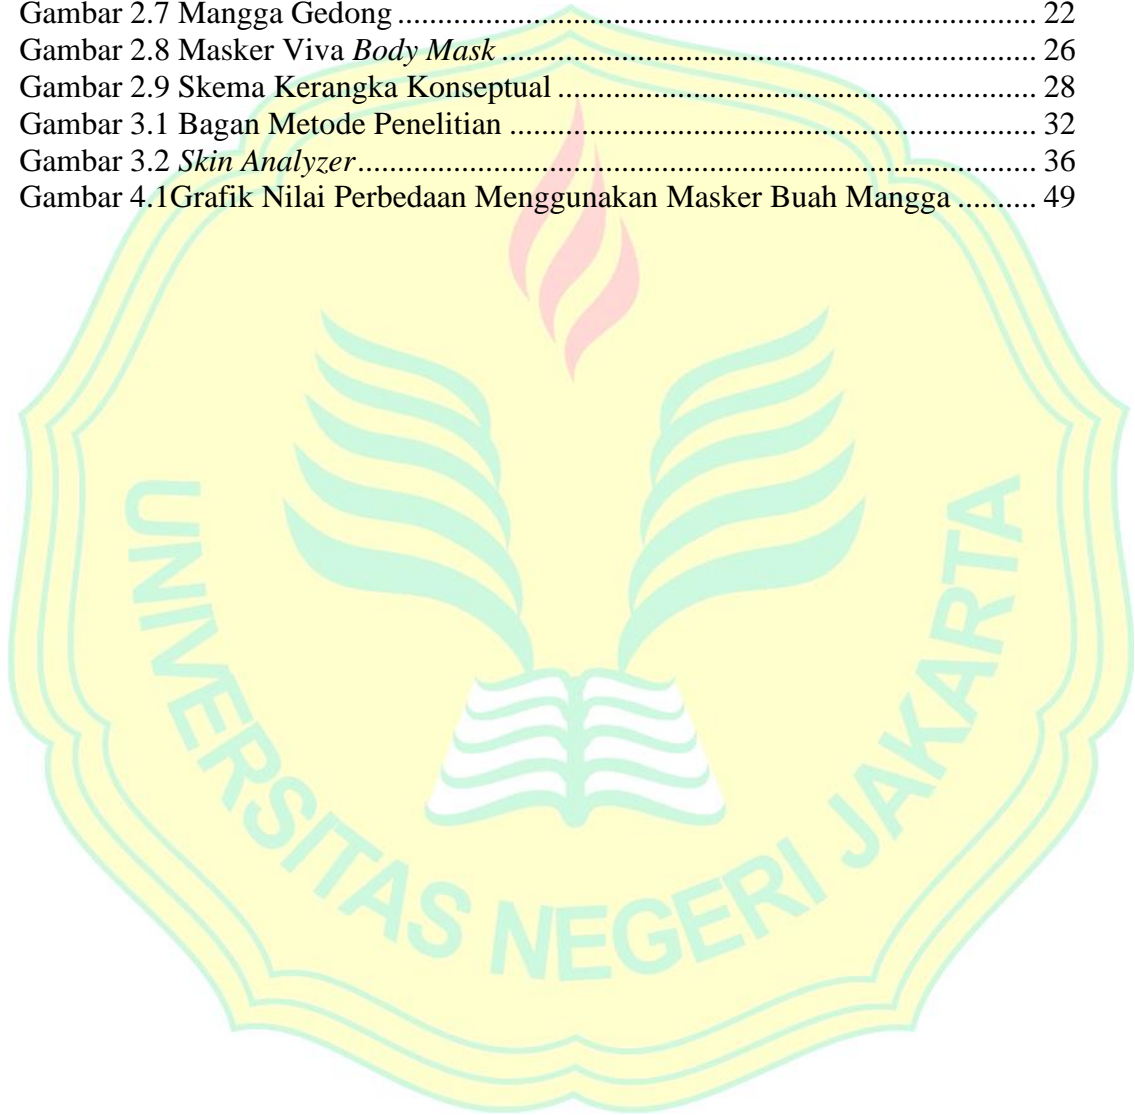 Gambar 2.7 Mangga Gedong ............................................................................... 22
Gambar 2.8 Masker Viva Body Mask .................................................................. 26
Gambar 2.9 Skema Kerangka Konseptual ........................................................... 28
Gambar 3.1 Bagan Metode Penelitian ................................................................. 32
Gambar 3.2 Skin Analyzer .................................................................................... 36
Gambar 4.1Grafik Nilai Perbedaan Menggunakan Masker Buah Mangga .......... 49
UNIVERSITAS NEGERI JAKARTA